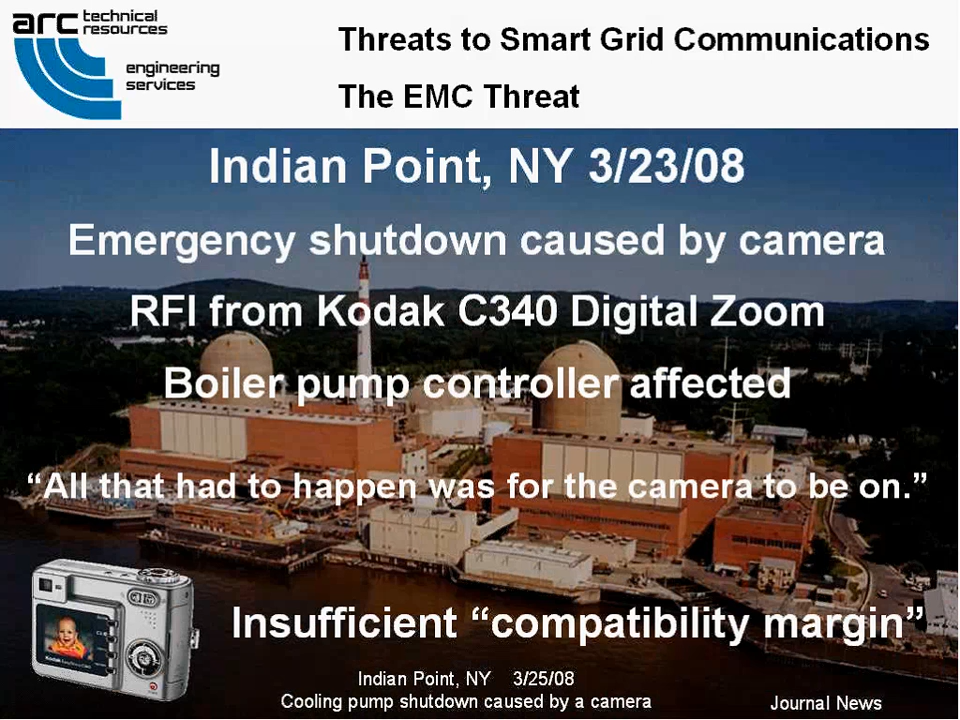 arc technical
resources
engineering
services
Threats to Smart Grid Communications
The EMC Threat
Indian Point, NY 3/23/08
Emergency shutdown caused by camera
RFI from Kodak C340 Digital Zoom
Boiler pump controller affected
“All that had to happen was for the camera to be on.”
Insufficient “compatibility margin”
Indian Point, NY 3/25/08
Cooling pump shutdown caused by a camera
Journal News